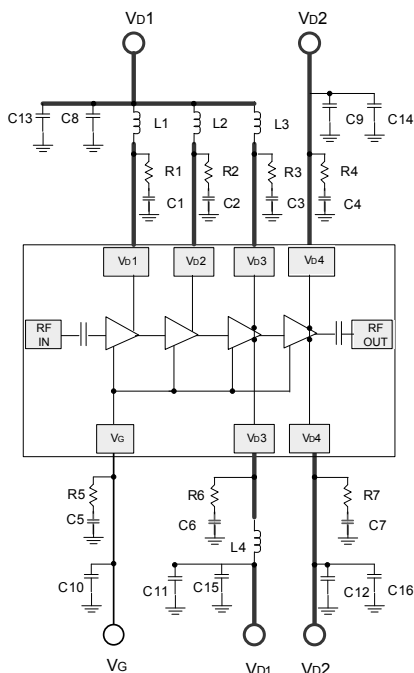 VD1 VD2
C13 C8 L1 L2 L3 C9 C14
R1 R2 R3 R4
C1 C2 C3 C4
VD1 VD2 VD3 VD4
RF IN RF OUT
VG VD3 VD4
R5 R6 R7
C5 C6 C7
L4
C10 C11 C15 C12 C16
VG VD1 VD2